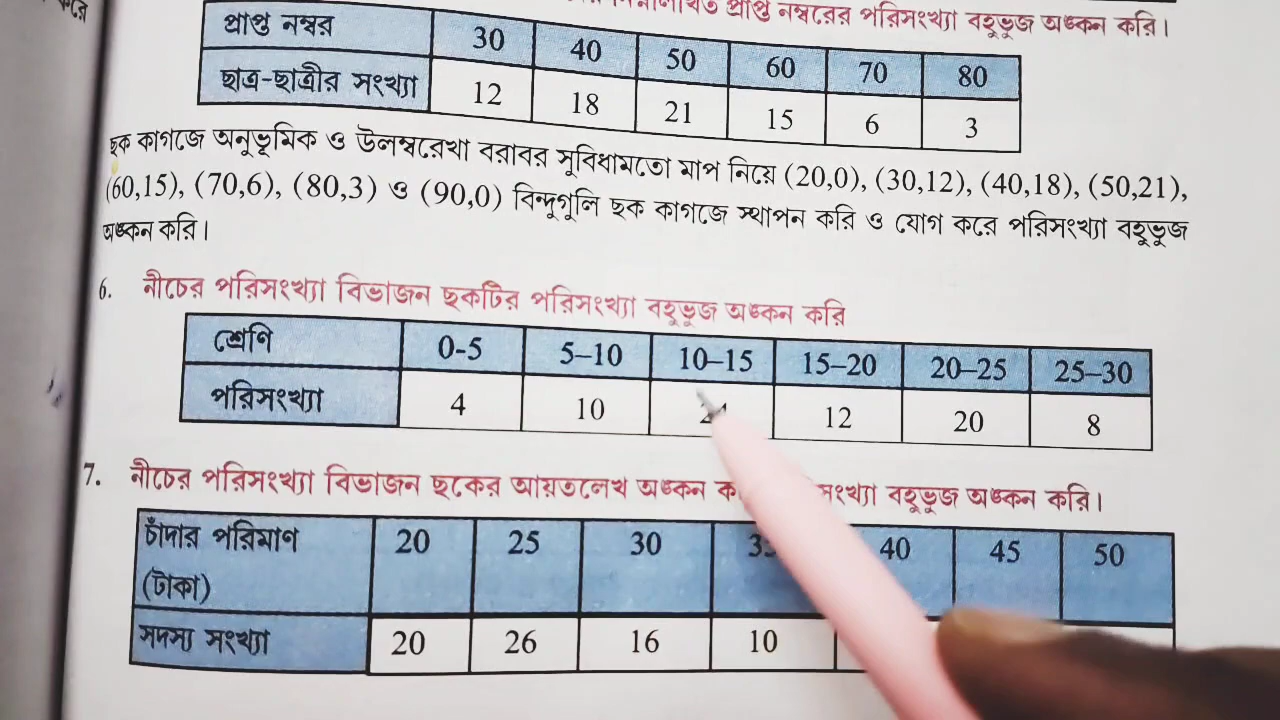 প্রাপ্ত নম্বরের পরিসংখ্যা বহুভুজ অঙ্কন করি।
প্রাপ্ত নম্বর 30 40 50 60 70 80
ছাত্র-ছাত্রীর সংখ্যা 12 18 21 15 6 3
ছক কাগজে অনুভূমিক ও উলম্বরেখা বরাবর সুবিধামতো মাপ নিয়ে (20,0), (30,12), (40,18), (50,21),
(60,15), (70,6), (80,3) ও (90,0) বিন্দুগুলি ছক কাগজে স্থাপন করি ও যোগ করে পরিসংখ্যা বহুভুজ
অঙ্কন করি।
6. নীচের পরিসংখ্যা বিভাজন ছকটির পরিসংখ্যা বহুভুজ অঙ্কন করি
শ্রেণি 0-5 5–10 10–15 15–20 20–25 25–30
পরিসংখ্যা 4 10 12 20 8
7. নীচের পরিসংখ্যা বিভাজন ছকের আয়তলেখ অঙ্কন বহুভুজ অঙ্কন করি।
চাঁদার পরিমাণ 20 25 30 40 45 50
(টাকা)
সদস্য সংখ্যা 20 26 16 10